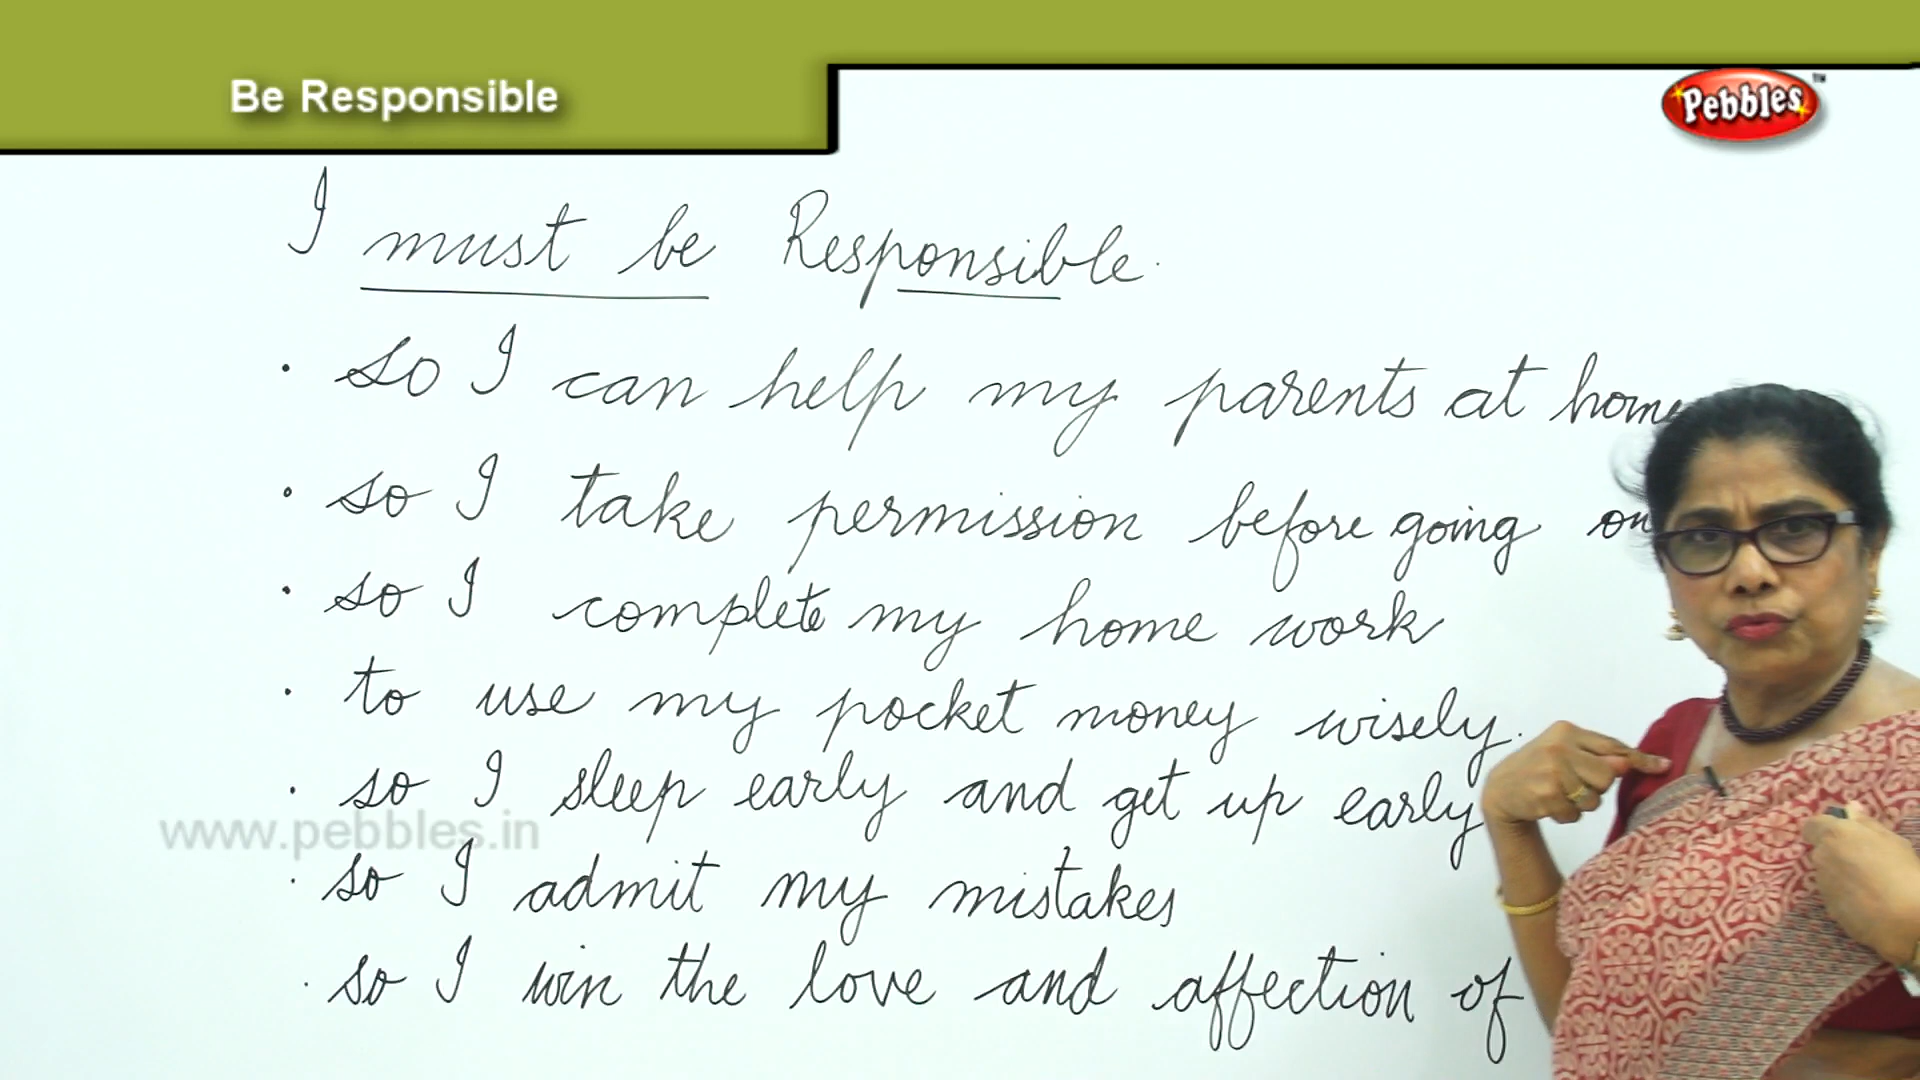 Be Responsible
Pebbles TM
I must be Responsible.
· so I can help my parents at home
· so I take permission before going
· so I complete my home work
· to use my pocket money wisely.
· so I sleep early and get up early
www.pebbles.in
· so I admit my mistakes
· so I win the love and affection of